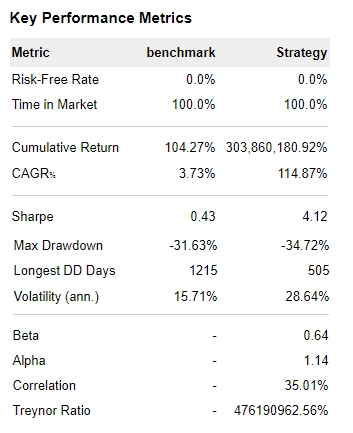 Key Performance Metrics
Metric benchmark Strategy
Risk-Free Rate 0.0% 0.0%
Time in Market 100.0% 100.0%
Cumulative Return 104.27% 303,860,180.92%
CAGR% 3.73% 114.87%
Sharpe 0.43 4.12
Max Drawdown -31.63% -34.72%
Longest DD Days 1215 505
Volatility (ann.) 15.71% 28.64%
Beta - 0.64
Alpha - 1.14
Correlation - 35.01%
Treynor Ratio - 476190962.56%